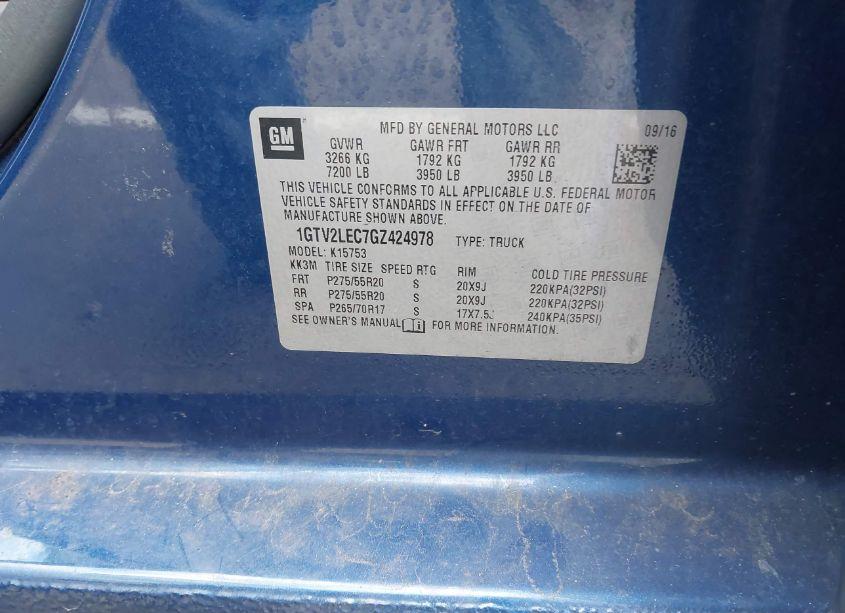 GM
MFD BY GENERAL MOTORS LLC 09/16
GVWR GAWR FRT GAWR RR
3266 KG 1792 KG 1792 KG
7200 LB 3950 LB 3950 LB
THIS VEHICLE CONFORMS TO ALL APPLICABLE U.S. FEDERAL MOTOR
VEHICLE SAFETY STANDARDS IN EFFECT ON THE DATE OF
MANUFACTURE SHOWN ABOVE.
1GTV2LEC7GZ424978 TYPE: TRUCK
MODEL: K15753
KK3M TIRE SIZE SPEED RTG RIM COLD TIRE PRESSURE
FRT P275/55R20 S 20X9J 220KPA(32PSI)
RR P275/55R20 S 20X9J 220KPA(32PSI)
SPA P265/70R17 S 17X7.5J 240KPA(35PSI)
SEE OWNER'S MANUAL FOR MORE INFORMATION.